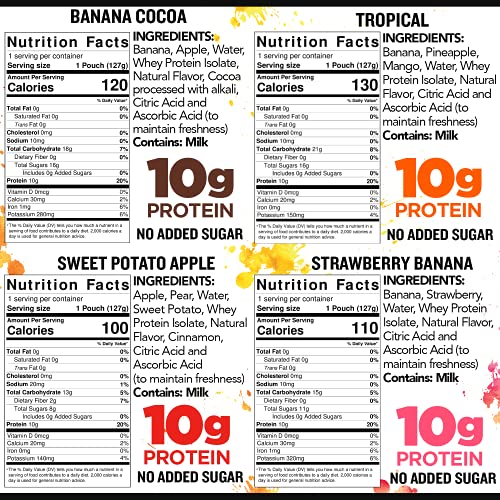 BANANA COCOA
Nutrition Facts
1 serving per container
Serving size 1 Pouch (127g)
Amount Per Serving
Calories 120
% Daily Value*
Total Fat 0g 0%
Saturated Fat 0g 0%
Trans Fat 0g
Cholesterol 0mg 0%
Sodium 10mg 0%
Total Carbohydrate 18g 7%
Dietary Fiber 0g 0%
Total Sugars 16g
Includes 0g Added Sugars 0%
Protein 10g 20%
Vitamin D 0mcg 0%
Calcium 30mg 2%
Iron 1mg 6%
Potassium 280mg 6%
*The % Daily Value (DV) tells you how much a nutrient in a
serving of food contributes to a daily diet. 2,000 calories a
day is used for general nutrition advice.
INGREDIENTS:
Banana, Apple, Water,
Whey Protein Isolate,
Natural Flavor, Cocoa
processed with alkali,
Citric Acid and
Ascorbic Acid (to
maintain freshness)
Contains: Milk
10g
PROTEIN
NO ADDED SUGAR
TROPICAL
Nutrition Facts
1 serving per container
Serving size 1 Pouch (127g)
Amount Per Serving
Calories 130
% Daily Value*
Total Fat 0g 0%
Saturated Fat 0g 0%
Trans Fat 0g
Cholesterol 0mg 0%
Sodium 10mg 0%
Total Carbohydrate 21g 8%
Dietary Fiber 0g 0%
Total Sugars 18g
Includes 0g Added Sugars 0%
Protein 10g 20%
Vitamin D 0mcg 0%
Calcium 20mg 2%
Iron 0mg 0%
Potassium 150mg 4%
*The % Daily Value (DV) tells you how much a nutrient in a
serving of food contributes to a daily diet. 2,000 calories a
day is used for general nutrition advice.
INGREDIENTS:
Banana, Pineapple,
Mango, Water, Whey
Protein Isolate, Natural
Flavor, Citric Acid and
Ascorbic Acid (to
maintain freshness)
Contains: Milk
10g
PROTEIN
NO ADDED SUGAR
SWEET POTATO APPLE
Nutrition Facts
1 serving per container
Serving size 1 Pouch (127g)
Amount Per Serving
Calories 100
% Daily Value*
Total Fat 0g 0%
Saturated Fat 0g 0%
Trans Fat 0g
Cholesterol 0mg 0%
Sodium 20mg 1%
Total Carbohydrate 13g 5%
Dietary Fiber 2g 7%
Total Sugars 8g
Includes 0g Added Sugars 0%
Protein 10g 20%
Vitamin D 0mcg 0%
Calcium 20mg 2%
Iron 0mg 0%
Potassium 140mg 4%
*The % Daily Value (DV) tells you how much a nutrient in a
serving of food contributes to a daily diet. 2,000 calories a
day is used for general nutrition advice.
INGREDIENTS:
Apple, Pear, Water,
Sweet Potato, Whey
Protein Isolate, Natural
Flavor, Cinnamon,
Citric Acid and
Ascorbic Acid
(to maintain freshness)
Contains: Milk
10g
PROTEIN
NO ADDED SUGAR
STRAWBERRY BANANA
Nutrition Facts
1 serving per container
Serving size 1 Pouch (127g)
Amount Per Serving
Calories 110
% Daily Value*
Total Fat 0g 0%
Saturated Fat 0g 0%
Trans Fat 0g
Cholesterol 0mg 0%
Sodium 10mg 0%
Total Carbohydrate 15g 5%
Dietary Fiber 0g 0%
Total Sugars 11g
Includes 0g Added Sugars 0%
Protein 10g 20%
Vitamin D 0mcg 0%
Calcium 30mg 2%
Iron 1mg 2%
Potassium 320mg 6%
*The % Daily Value (DV) tells you how much a nutrient in a
serving of food contributes to a daily diet. 2,000 calories a
day is used for general nutrition advice.
INGREDIENTS:
Banana, Strawberry,
Water, Whey Protein
Isolate, Natural Flavor,
Citric Acid and
Ascorbic Acid (to
maintain freshness)
Contains: Milk
10g
PROTEIN
NO ADDED SUGAR